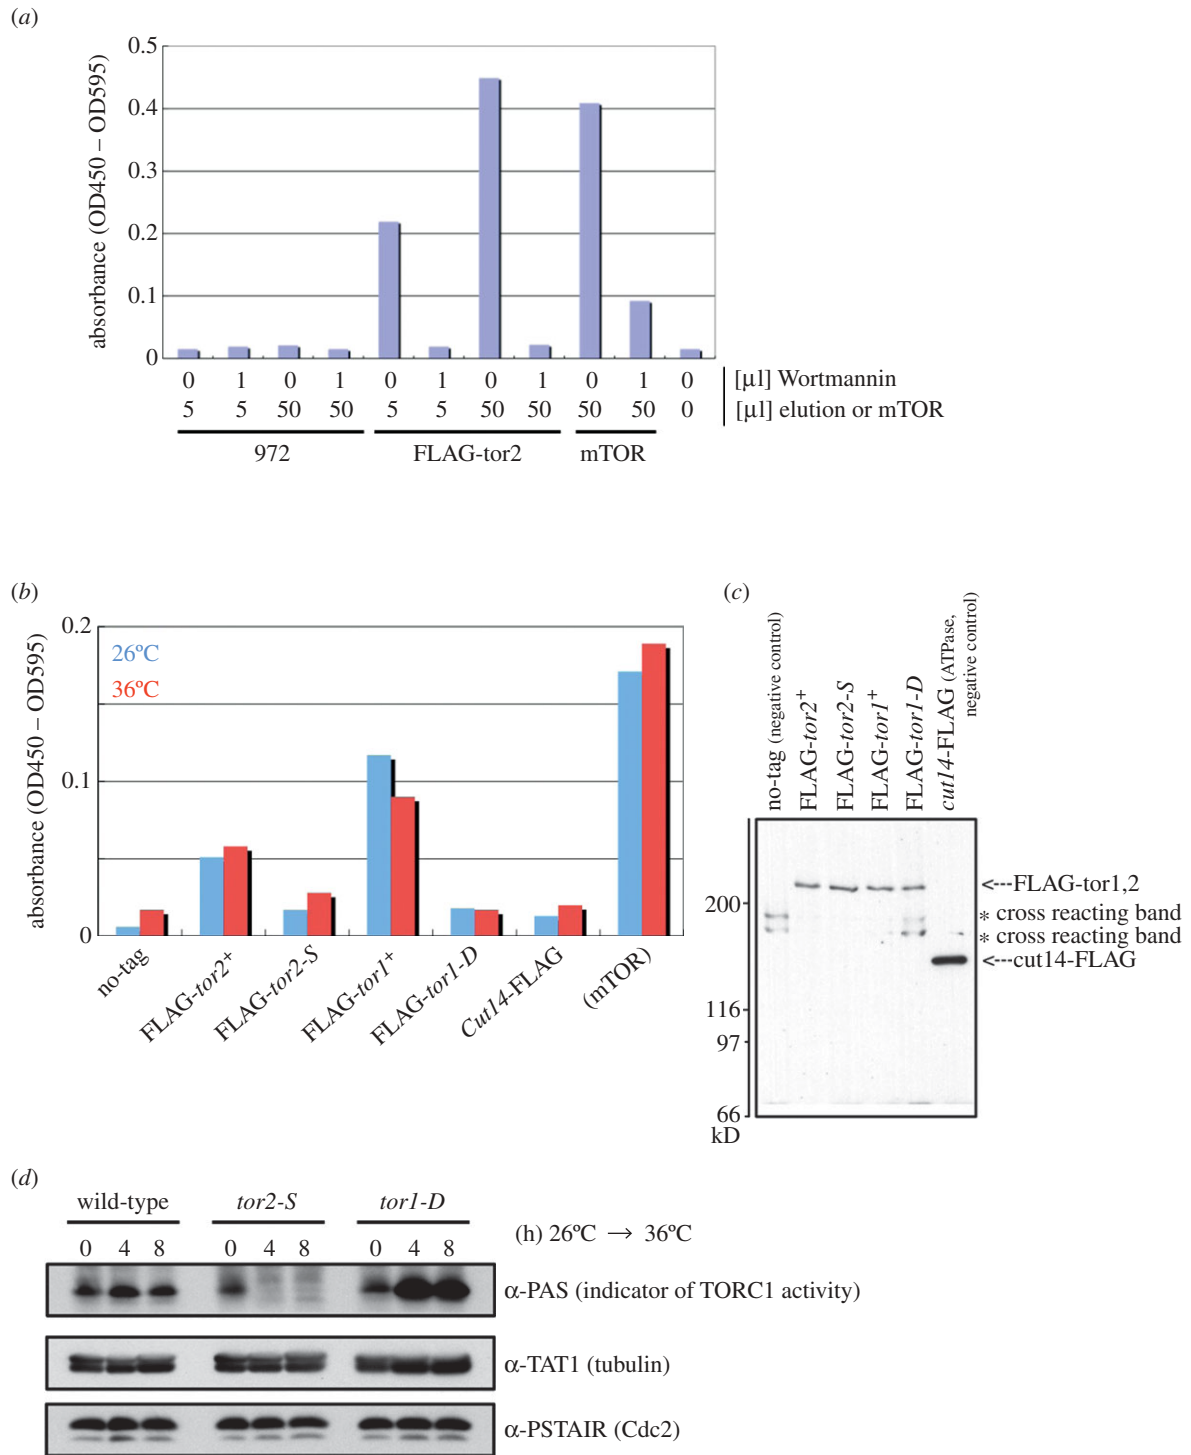 (a)
absorbance (OD450 – OD595)
0.5
0.4
0.3
0.2
0.1
0
0 1 0 1 0 1 0 1 0 1 0 [µl] Wortmannin
5 5 50 50 5 5 50 50 50 50 0 [µl] elution or mTOR
972 FLAG-tor2 mTOR
(b)
absorbance (OD450 – OD595)
0.2
0.1
0
26ºC
36ºC
no-tag
FLAG-tor2+
FLAG-tor2-S
FLAG-tor1+
FLAG-tor1-D
Cut14-FLAG
(mTOR)
(c)
no-tag (negative control)
FLAG-tor2+
FLAG-tor2-S
FLAG-tor1+
FLAG-tor1-D
cut14-FLAG (ATPase,
negative control)
200
116
97
66
kD
<---FLAG-tor1,2
* cross reacting band
* cross reacting band
<---cut14-FLAG
(d)
wild-type tor2-S tor1-D
0 4 8 0 4 8 0 4 8 (h) 26ºC → 36ºC
α-PAS (indicator of TORC1 activity)
α-TAT1 (tubulin)
α-PSTAIR (Cdc2)